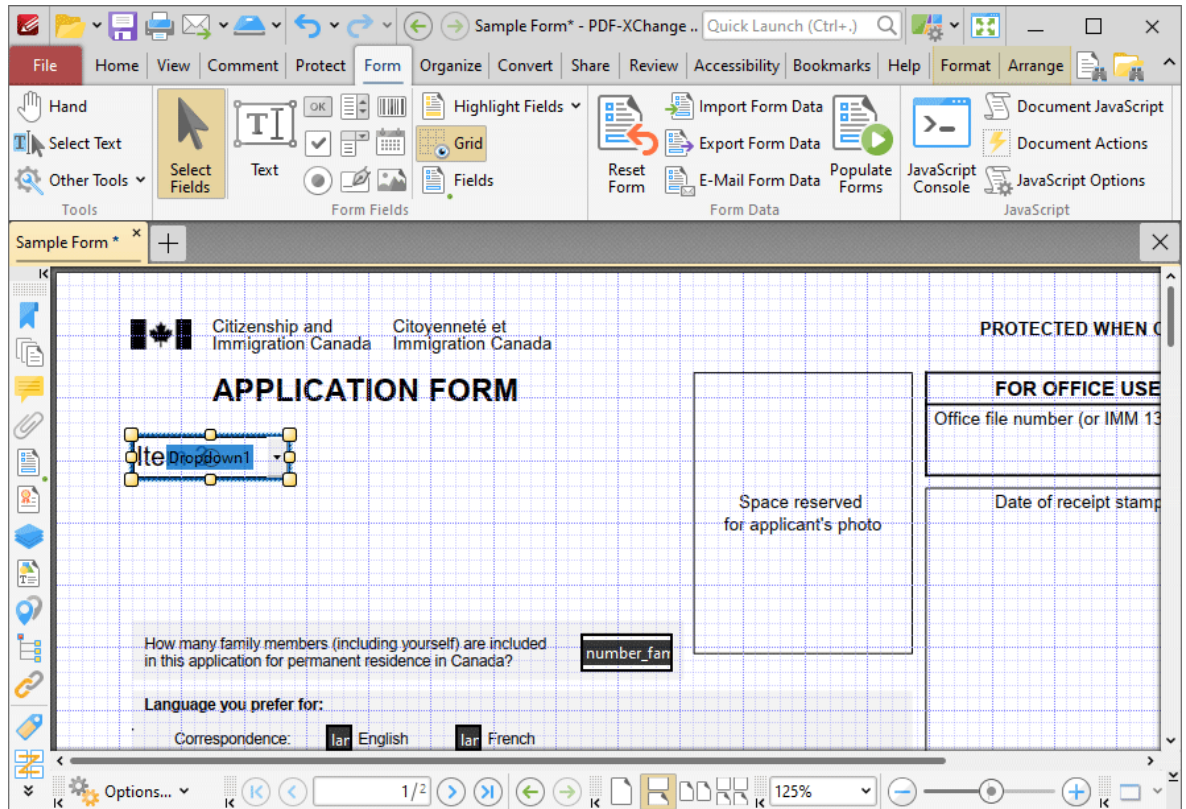 Sample Form* - PDF-XChange ..
Quick Launch (Ctrl+.)
File Home View Comment Protect Form Organize Convert Share Review Accessibility Bookmarks Help Format Arrange
Hand
Select Text
Other Tools
Tools
Select Fields
Text
OK
Form Fields
Highlight Fields
Grid
Fields
Reset Form
Import Form Data
Export Form Data
E-Mail Form Data
Populate Forms
Form Data
JavaScript Console
Document JavaScript
Document Actions
JavaScript Options
JavaScript
Sample Form *
Citizenship and Immigration Canada
Citoyenneté et Immigration Canada
PROTECTED WHEN
APPLICATION FORM
FOR OFFICE USE
Office file number (or IMM 13
Dropdown1
Space reserved
for applicant's photo
Date of receipt stamp
How many family members (including yourself) are included
in this application for permanent residence in Canada?
number_fam
Language you prefer for:
Correspondence: lar English lar French
Options...
1/2
125%